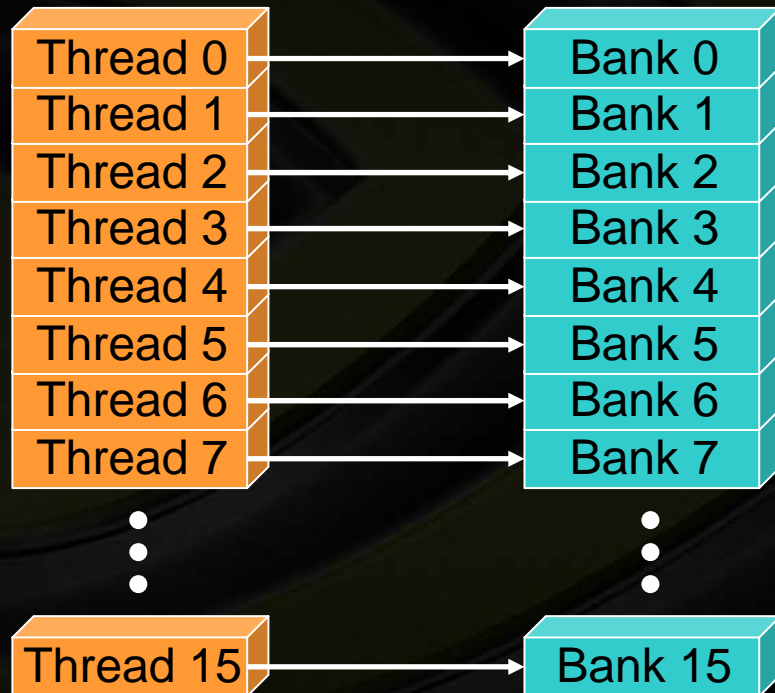 Thread 0 Bank 0
Thread 1 Bank 1
Thread 2 Bank 2
Thread 3 Bank 3
Thread 4 Bank 4
Thread 5 Bank 5
Thread 6 Bank 6
Thread 7 Bank 7
Thread 15 Bank 15